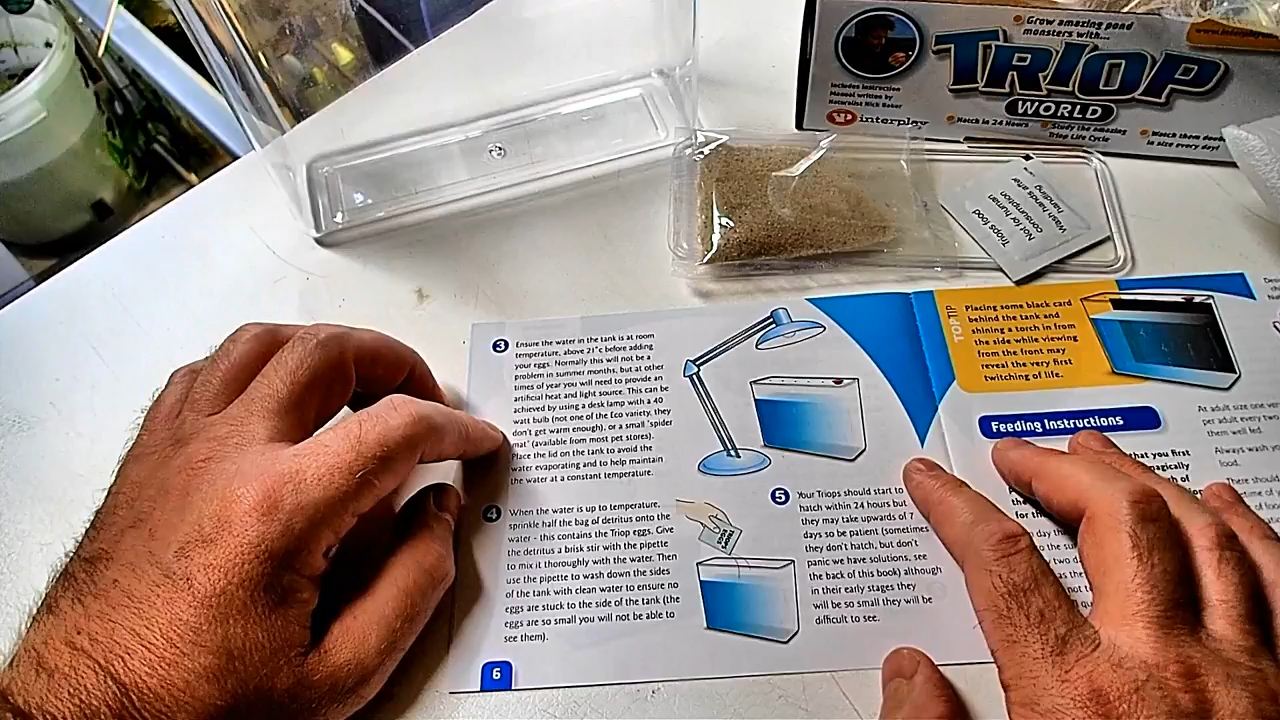 Grow amazing pond
monsters with...
TRIOP
WORLD
Includes Instruction
Manual written by
Naturalist Nick Baker
interplay
Hatch in 24 Hours
Study the amazing
Triop Life Cycle
Watch them double
in size every day!
Triops food
Not for human
consumption
Wash hands after
handling
3
Ensure the water in the tank is at room
temperature, above 21°c before adding
your eggs. Normally this will not be a
problem in summer months, but at other
times of year you will need to provide an
artificial heat and light source. This can be
achieved by using a desk lamp with a 40
watt bulb (not one of the Eco variety, they
don't get warm enough), or a small 'spider
mat' (available from most pet stores).
Place the lid on the tank to avoid the
water evaporating and to help maintain
the water at a constant temperature.
4
When the water is up to temperature,
sprinkle half the bag of detritus onto the
water - this contains the Triop eggs. Give
the detritus a brisk stir with the pipette
to mix it thoroughly with the water. Then
use the pipette to wash down the sides
of the tank with clean water to ensure no
eggs are stuck to the side of the tank (the
eggs are so small you will not be able to
see them).
5
Your Triops should start to
hatch within 24 hours but
they may take upwards of 7
days so be patient (sometimes
they don't hatch, but don't
panic we have solutions, see
the back of this book) although
in their early stages they
will be so small they will be
difficult to see.
6
TOP TIP
Placing some black card
behind the tank and
shining a torch in from
the side while viewing
from the front may
reveal the very first
twitching of life.
Feeding Instructions
that you first
for the
At adult size one
per adult every two
them well fed.
Always wash
food.
There should